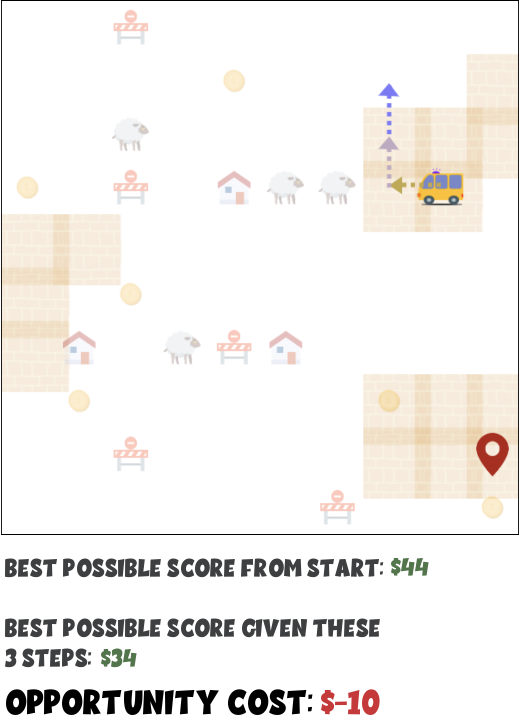 BEST POSSIBLE SCORE FROM START: $44
BEST POSSIBLE SCORE GIVEN THESE
3 STEPS: $34
OPPORTUNITY COST: $-10